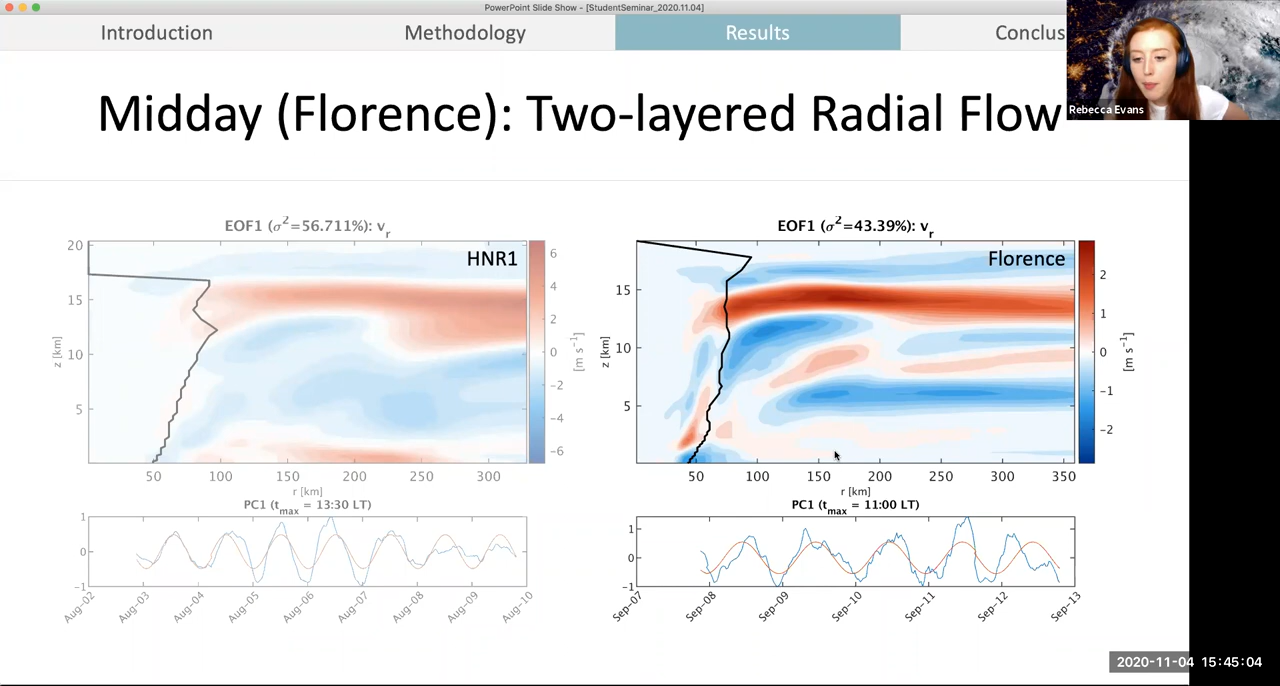 PowerPoint Slide Show - [StudentSeminar_2020.11.04]
Introduction Methodology Results Conclus
Rebecca Evans
Midday (Florence): Two-layered Radial Flow
EOF1 (σ²=56.711%): vr
HNR1
20
15
10
5
z [km]
50 100 150 200 250 300
r [km]
6
4
2
0
−2
−4
−6
[m s⁻¹]
PC1 (tmax = 13:30 LT)
1
0
−1
Aug-02 Aug-03 Aug-04 Aug-05 Aug-06 Aug-07 Aug-08 Aug-09 Aug-10
EOF1 (σ²=43.39%): vr
Florence
15
10
5
z [km]
50 100 150 200 250 300 350
r [km]
2
1
0
−1
−2
[m s⁻¹]
PC1 (tmax = 11:00 LT)
1
0
−1
Sep-07 Sep-08 Sep-09 Sep-10 Sep-11 Sep-12 Sep-13
2020-11-04 15:45:04